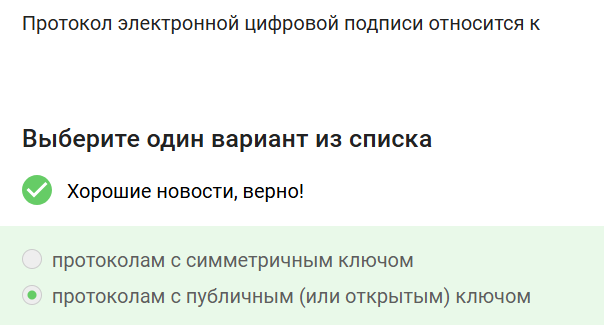 Протокол электронной цифровой подписи относится к
Выберите один вариант из списка
Хорошие новости, верно!
протоколам с симметричным ключом
протоколам с публичным (или открытым) ключом